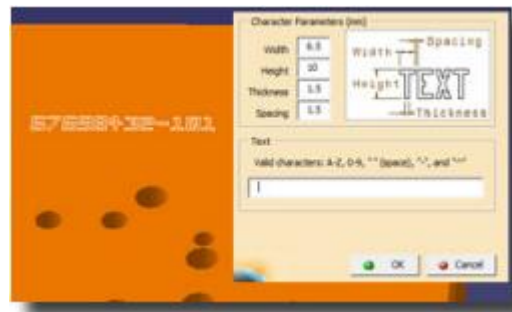 Character Parameters (mm)
Width 6.5
Height 10
Thickness 1.5
Spacing 1.5
Spacing
Width
Height TEXT
Thickness
Text
Valid characters: A-Z, 0-9, " " (space), "-", and
OK Cancel